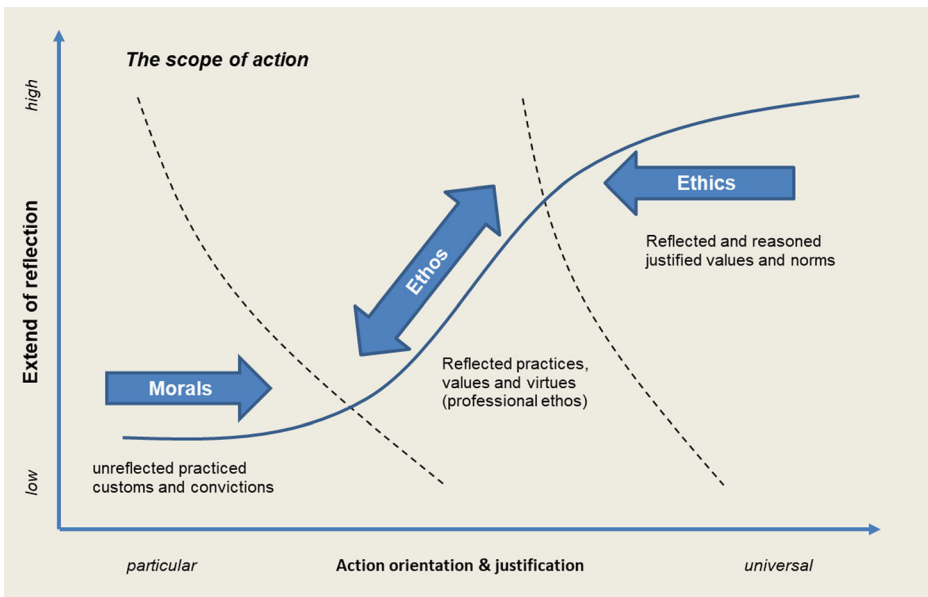 The scope of action
high
Extend of reflection
low
Ethics
Reflected and reasoned
justified values and norms
Ethos
Reflected practices,
values and virtues
(professional ethos)
Morals
unreflected practiced
customs and convictions
particular
Action orientation & justification
universal